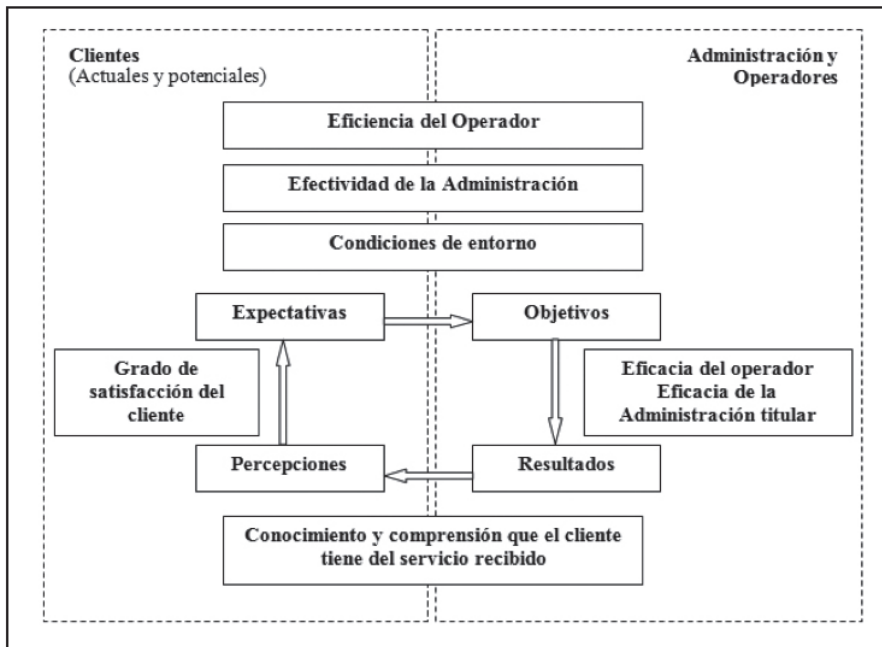 Clientes
(Actuales y potenciales)
Administración y
Operadores
Eficiencia del Operador
Efectividad de la Administración
Condiciones de entorno
Expectativas
Objetivos
Grado de
satisfacción del
cliente
Eficacia del operador
Eficacia de la
Administración titular
Percepciones
Resultados
Conocimiento y comprensión que el cliente
tiene del servicio recibido